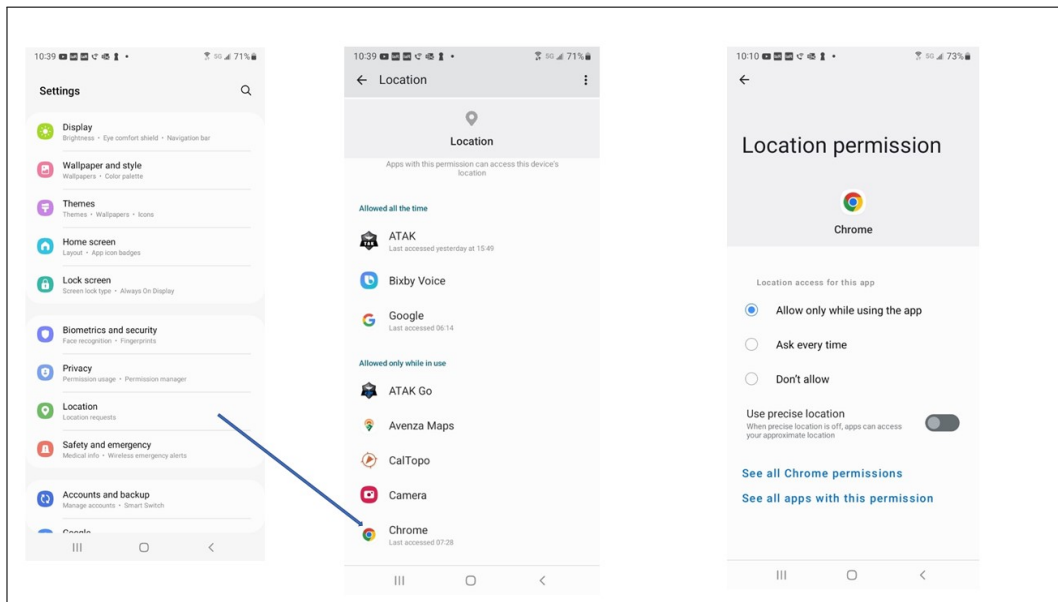 10:39
5G 71%
Settings
Display
Brightness • Eye comfort shield • Navigation bar
Wallpaper and style
Wallpapers • Color palette
Themes
Themes • Wallpapers • Icons
Home screen
Layout • App icon badges
Lock screen
Screen lock type • Always On Display
Biometrics and security
Face recognition • Fingerprints
Privacy
Permission usage • Permission manager
Location
Location requests
Safety and emergency
Medical info • Wireless emergency alerts
Accounts and backup
Manage accounts • Smart Switch
Google
10:39
5G 71%
Location
Location
Apps with this permission can access this device's
location
Allowed all the time
ATAK
Last accessed yesterday at 15:49
Bixby Voice
Google
Last accessed 06:14
Allowed only while in use
ATAK Go
Avenza Maps
CalTopo
Camera
Chrome
Last accessed 07:28
10:10
5G 73%
Location permission
Chrome
Location access for this app
Allow only while using the app
Ask every time
Don't allow
Use precise location
When precise location is off, apps can access
your approximate location
See all Chrome permissions
See all apps with this permission